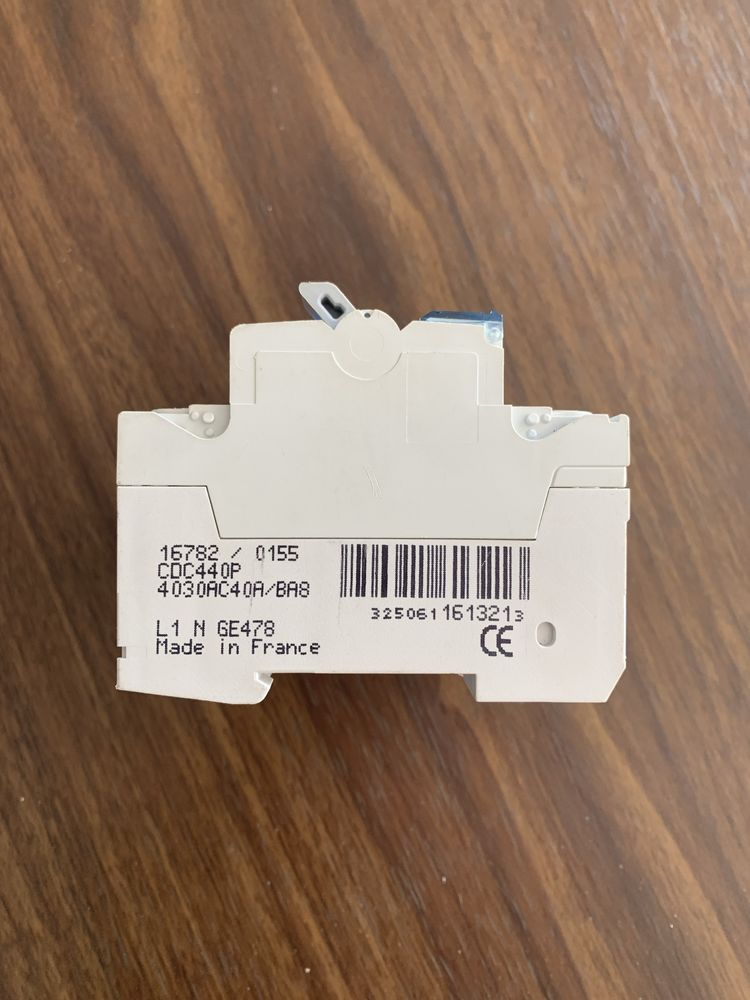 16782 / 0155
CDC440P
4030AC40A/BA8
3250611613213
L1 N GE478
Made in France
CE